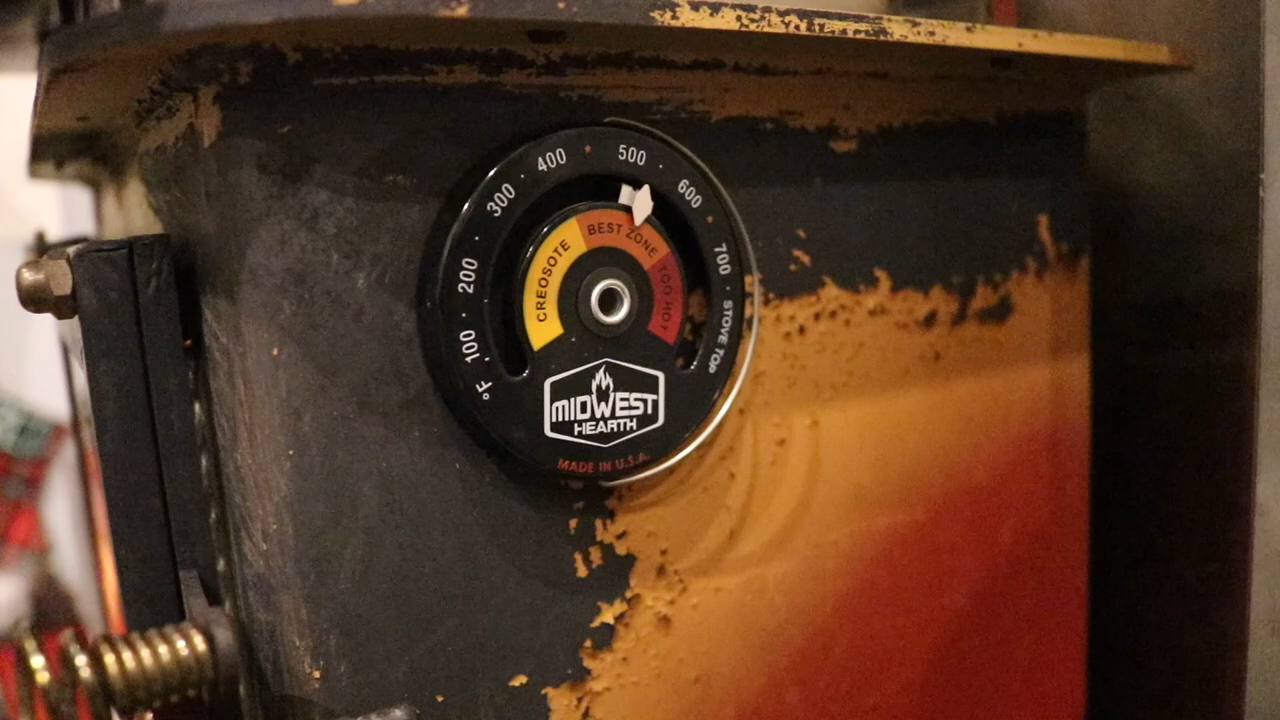 °F 100 · 200 · 300 · 400 · 500 · 600 · 700 · STOVE TOP
CREOSOTE BEST ZONE TOO HOT
MIDWEST
HEARTH
MADE IN U.S.A.